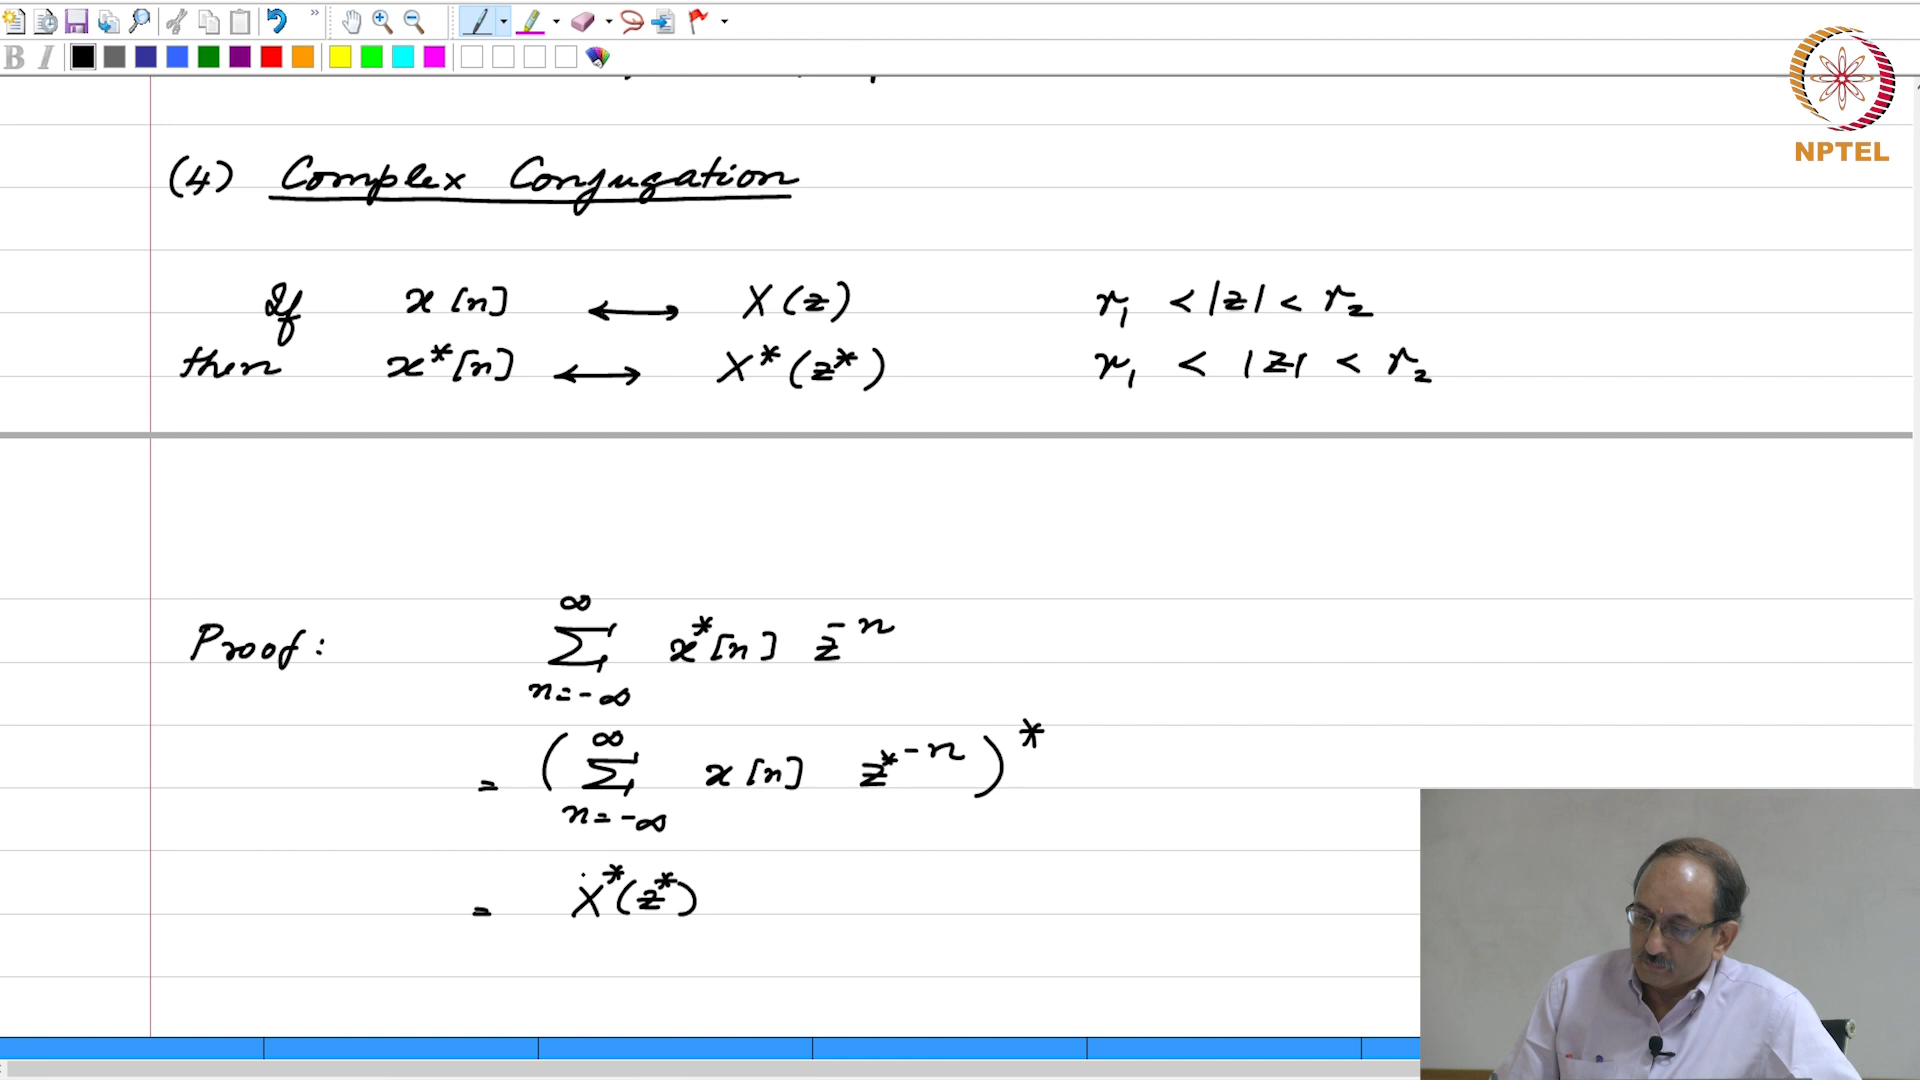 NPTEL
(4) Complex Conjugation
If x[n] ↔ X(z) r₁ < |z| < r₂
then x*[n] ↔ X*(z*) r₁ < |z| < r₂
Proof: ∑_{n=-∞}^{∞} x*[n] z^{-n}
= (∑_{n=-∞}^{∞} x[n] z*^{-n})*
= X*(z*)